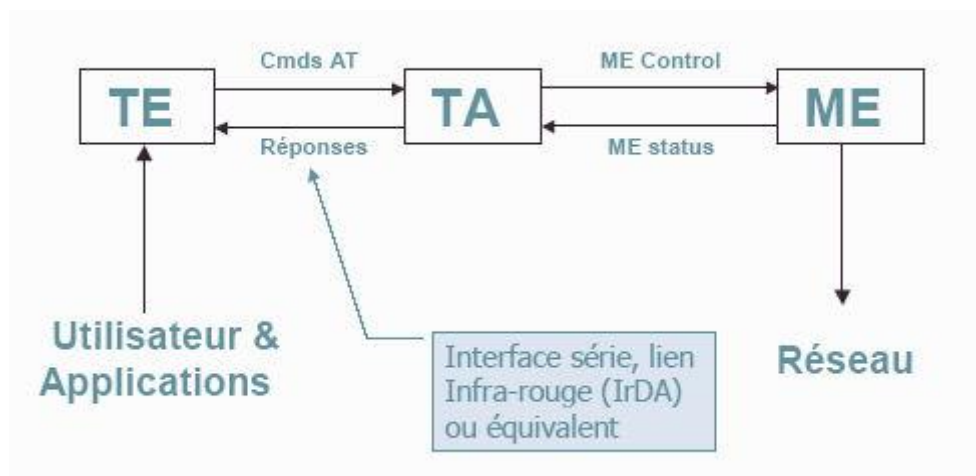 Cmds AT
ME Control
TE
TA
ME
Réponses
ME status
Utilisateur &
Applications
Interface série, lien
Infra-rouge (IrDA)
ou équivalent
Réseau